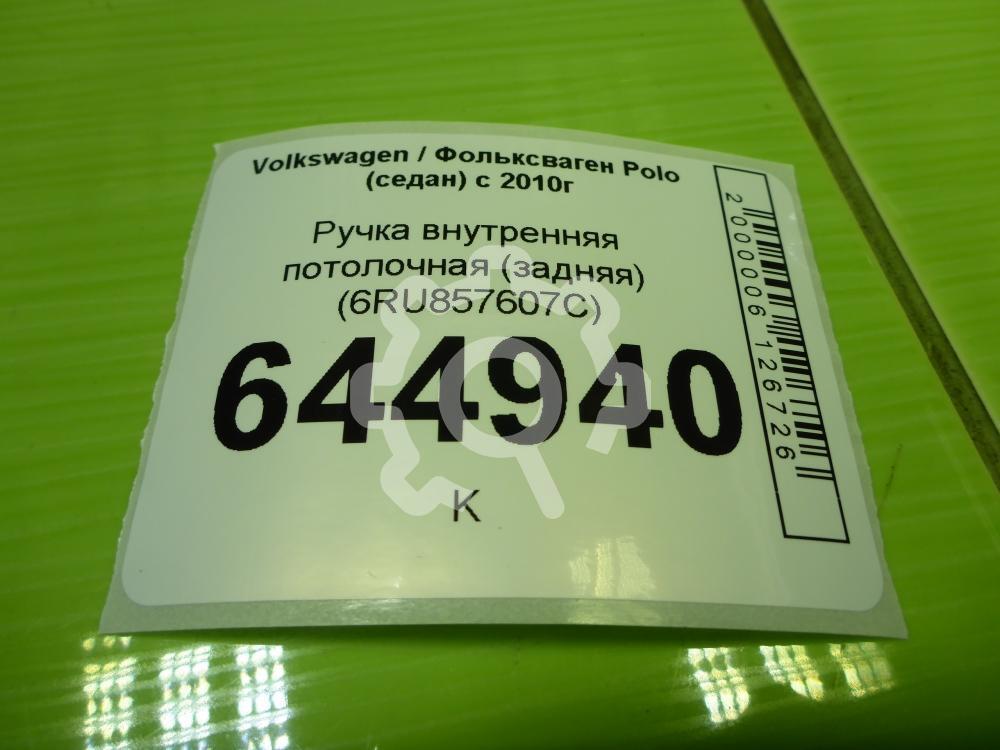 Volkswagen / Фольксваген Polo
(седан) с 2010г
Ручка внутренняя
потолочная (задняя)
(6RU857607C)
644940
К
2000006126726